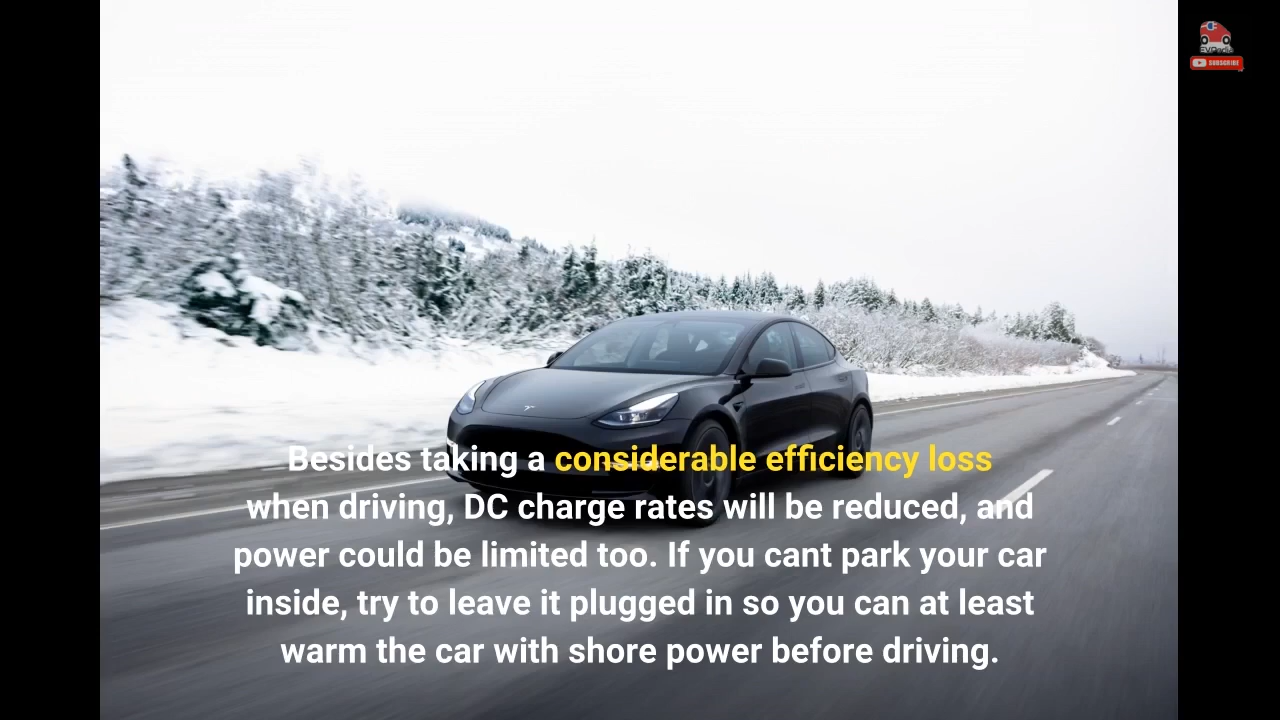 SUBSCRIBE
Besides taking a considerable efficiency loss
when driving, DC charge rates will be reduced, and
power could be limited too. If you cant park your car
inside, try to leave it plugged in so you can at least
warm the car with shore power before driving.